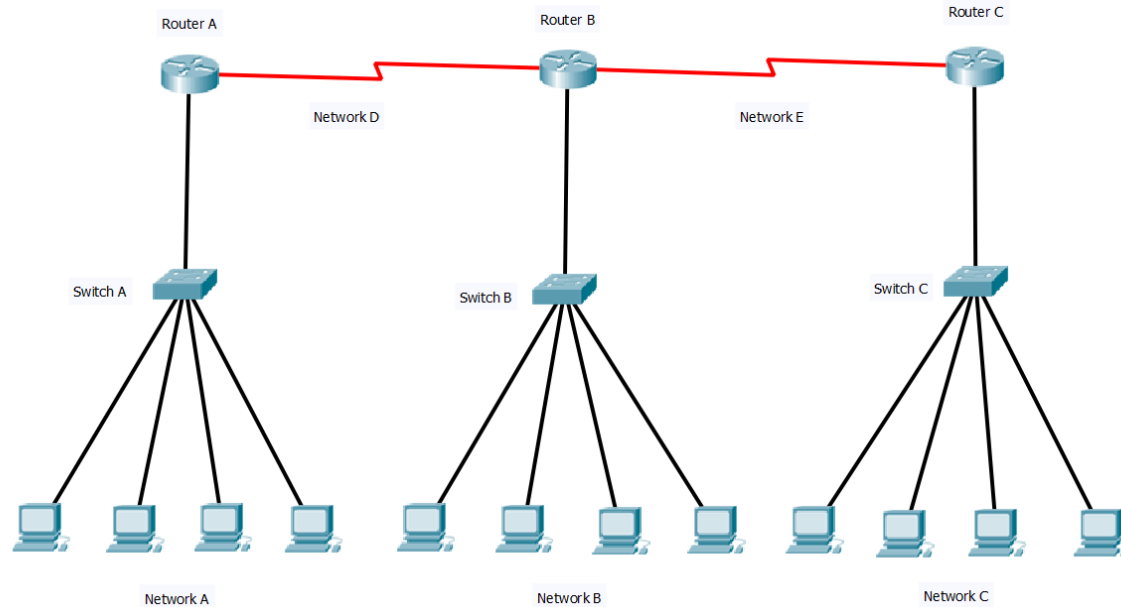 Router A
Router B
Router C
Network D
Network E
Switch A
Switch B
Switch C
Network A
Network B
Network C